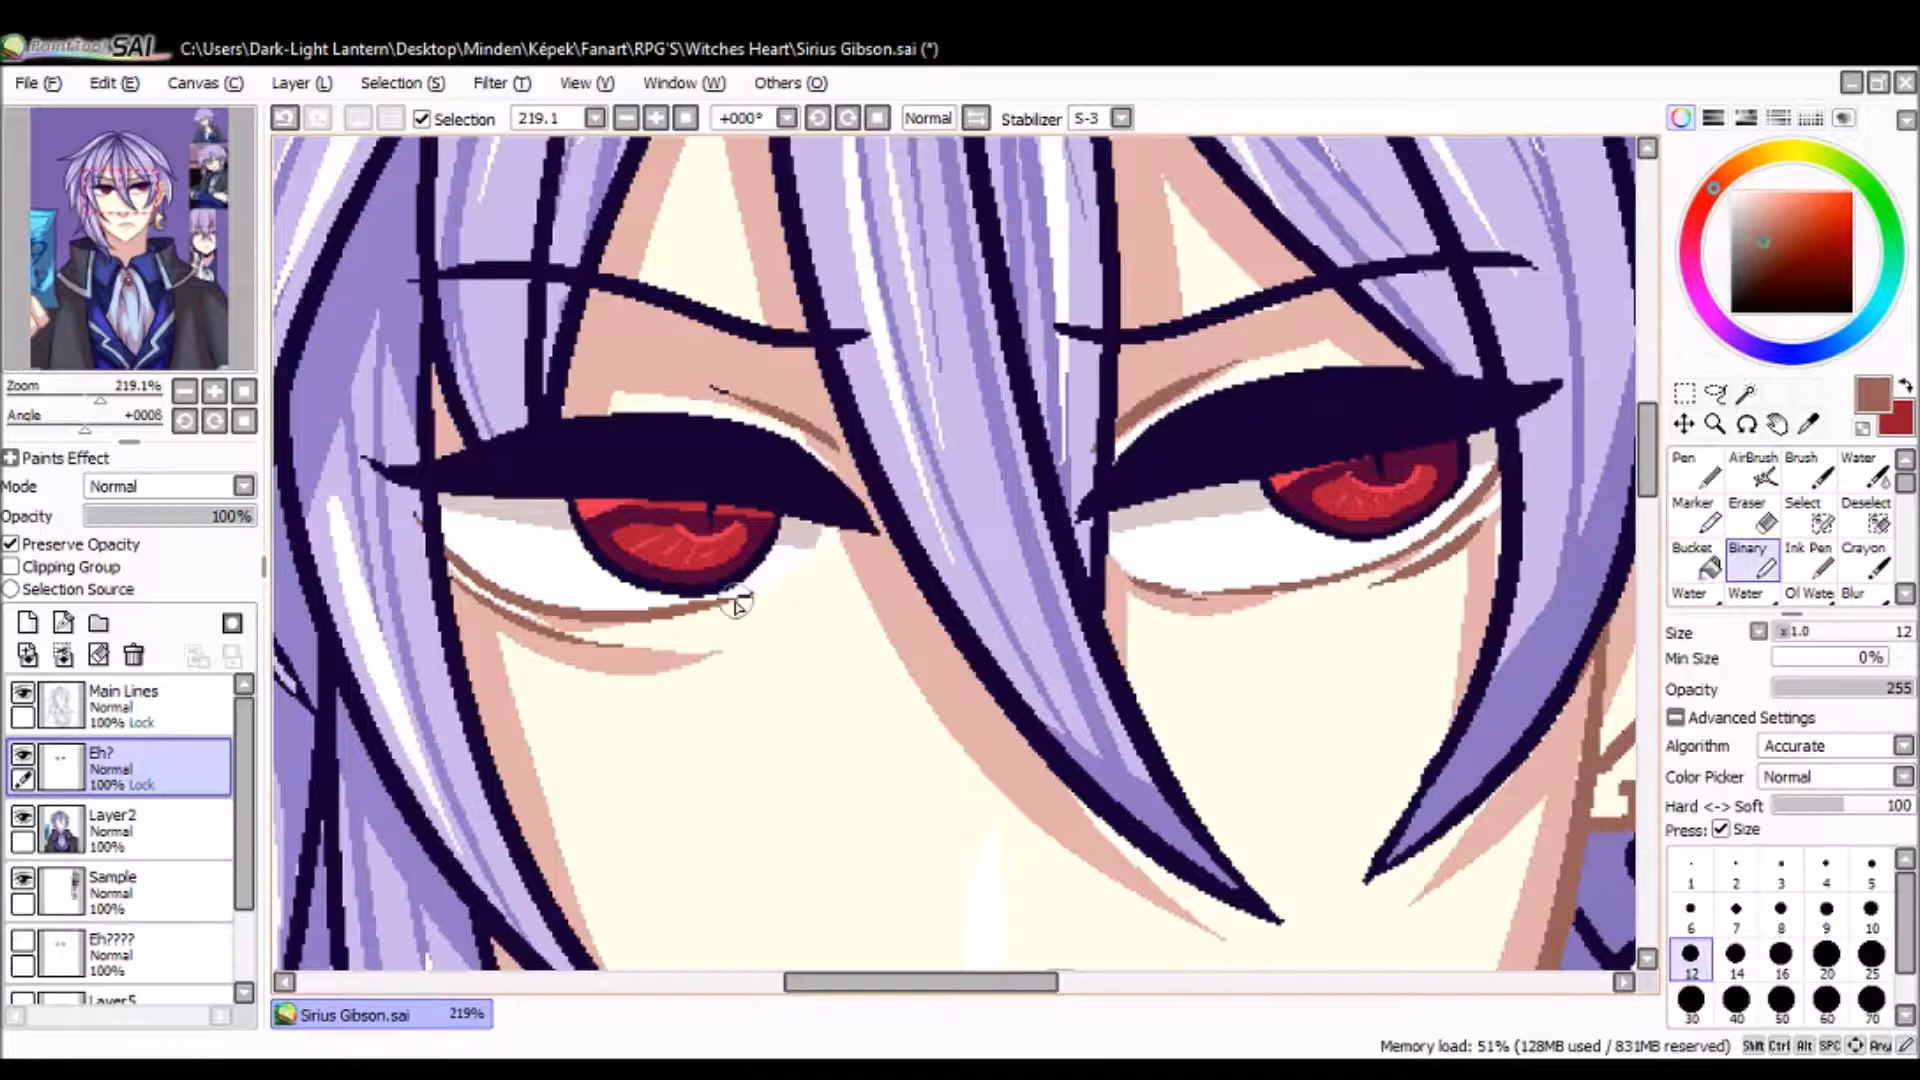 PaintTool SAI C:\Users\Dark-Light Lantern\Desktop\Minden\Képek\Fanart\RPG'S\Witches Heart\Sirius Gibson.sai (*)
File (F) Edit (E) Canvas (C) Layer (L) Selection (S) Filter (T) View (V) Window (W) Others (O)
Selection 219.1 +000° Normal Stabilizer S-3
Zoom 219.1%
Angle +000ß
Paints Effect
Mode Normal
Opacity 100%
Preserve Opacity
Clipping Group
Selection Source
Main Lines
Normal
100% Lock
Eh?
Normal
100% Lock
Layer2
Normal
100%
Sample
Normal
100%
Eh????
Normal
100%
Layer5
Sirius Gibson.sai 219%
Pen AirBrush Brush Water
Marker Eraser Select Deselect
Bucket Binary Ink Pen Crayon
Water Water Ol Wate Blur
Size x1.0 12
Min Size 0%
Opacity 255
Advanced Settings
Algorithm Accurate
Color Picker Normal
Hard <-> Soft 100
Press: Size
1 2 3 4 5
6 7 8 9 10
12 14 16 20 25
30 40 50 60 70
Memory load: 51% (128MB used / 831MB reserved) Shift Ctrl Alt SPC Any